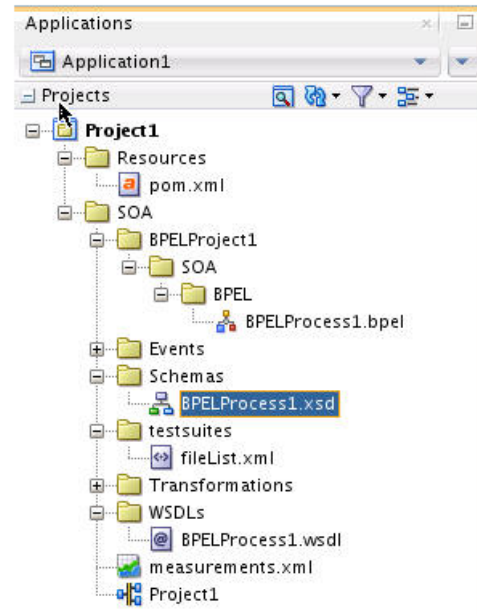 Applications
Application1
Projects
Project1
Resources
pom.xml
SOA
BPELProject1
SOA
BPEL
BPELProcess1.bpel
Events
Schemas
BPELProcess1.xsd
testsuites
fileList.xml
Transformations
WSDLs
BPELProcess1.wsdl
measurements.xml
Project1